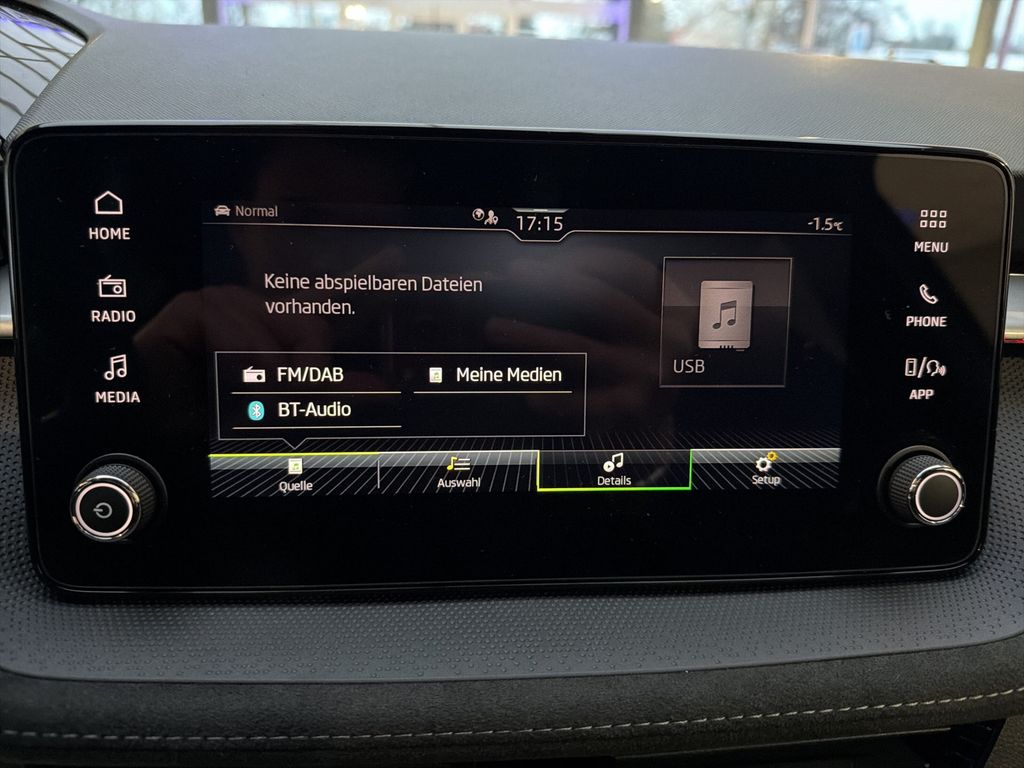 HOME
RADIO
MEDIA
Normal
17:15
-1.5°C
Keine abspielbaren Dateien
vorhanden.
USB
FM/DAB
Meine Medien
BT-Audio
Quelle
Auswahl
Details
Setup
MENU
PHONE
APP